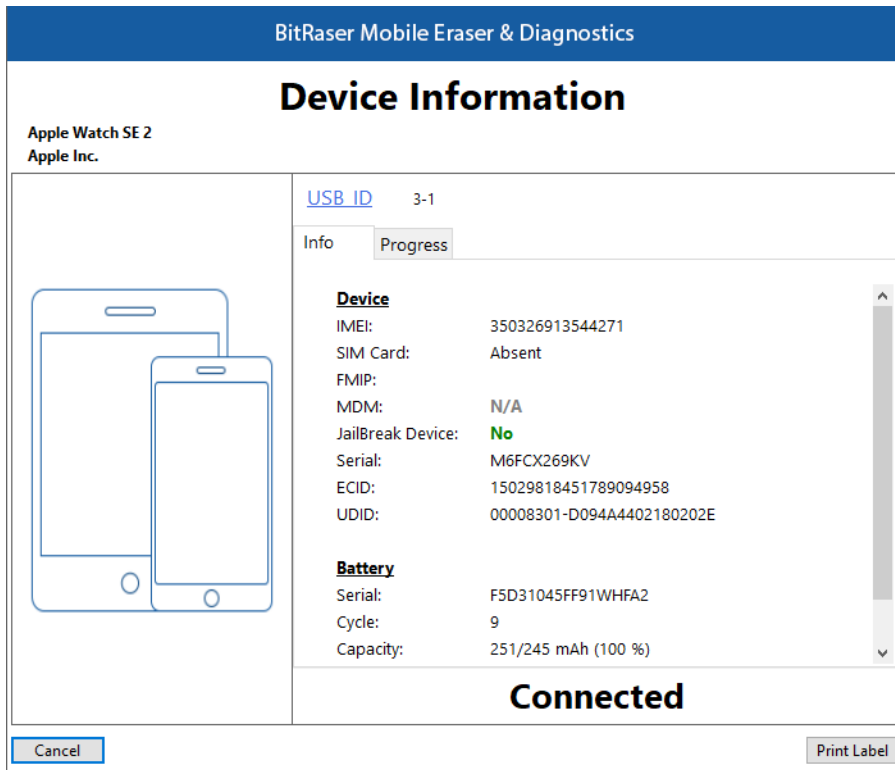 BitRaser Mobile Eraser & Diagnostics
Device Information
Apple Watch SE 2
Apple Inc.
USB_ID 3-1
Info Progress
Device
IMEI: 350326913544271
SIM Card: Absent
FMIP:
MDM: N/A
JailBreak Device: No
Serial: M6FCX269KV
ECID: 15029818451789094958
UDID: 00008301-D094A4402180202E
Battery
Serial: F5D31045FF91WHFA2
Cycle: 9
Capacity: 251/245 mAh (100 %)
Connected
Cancel Print Label